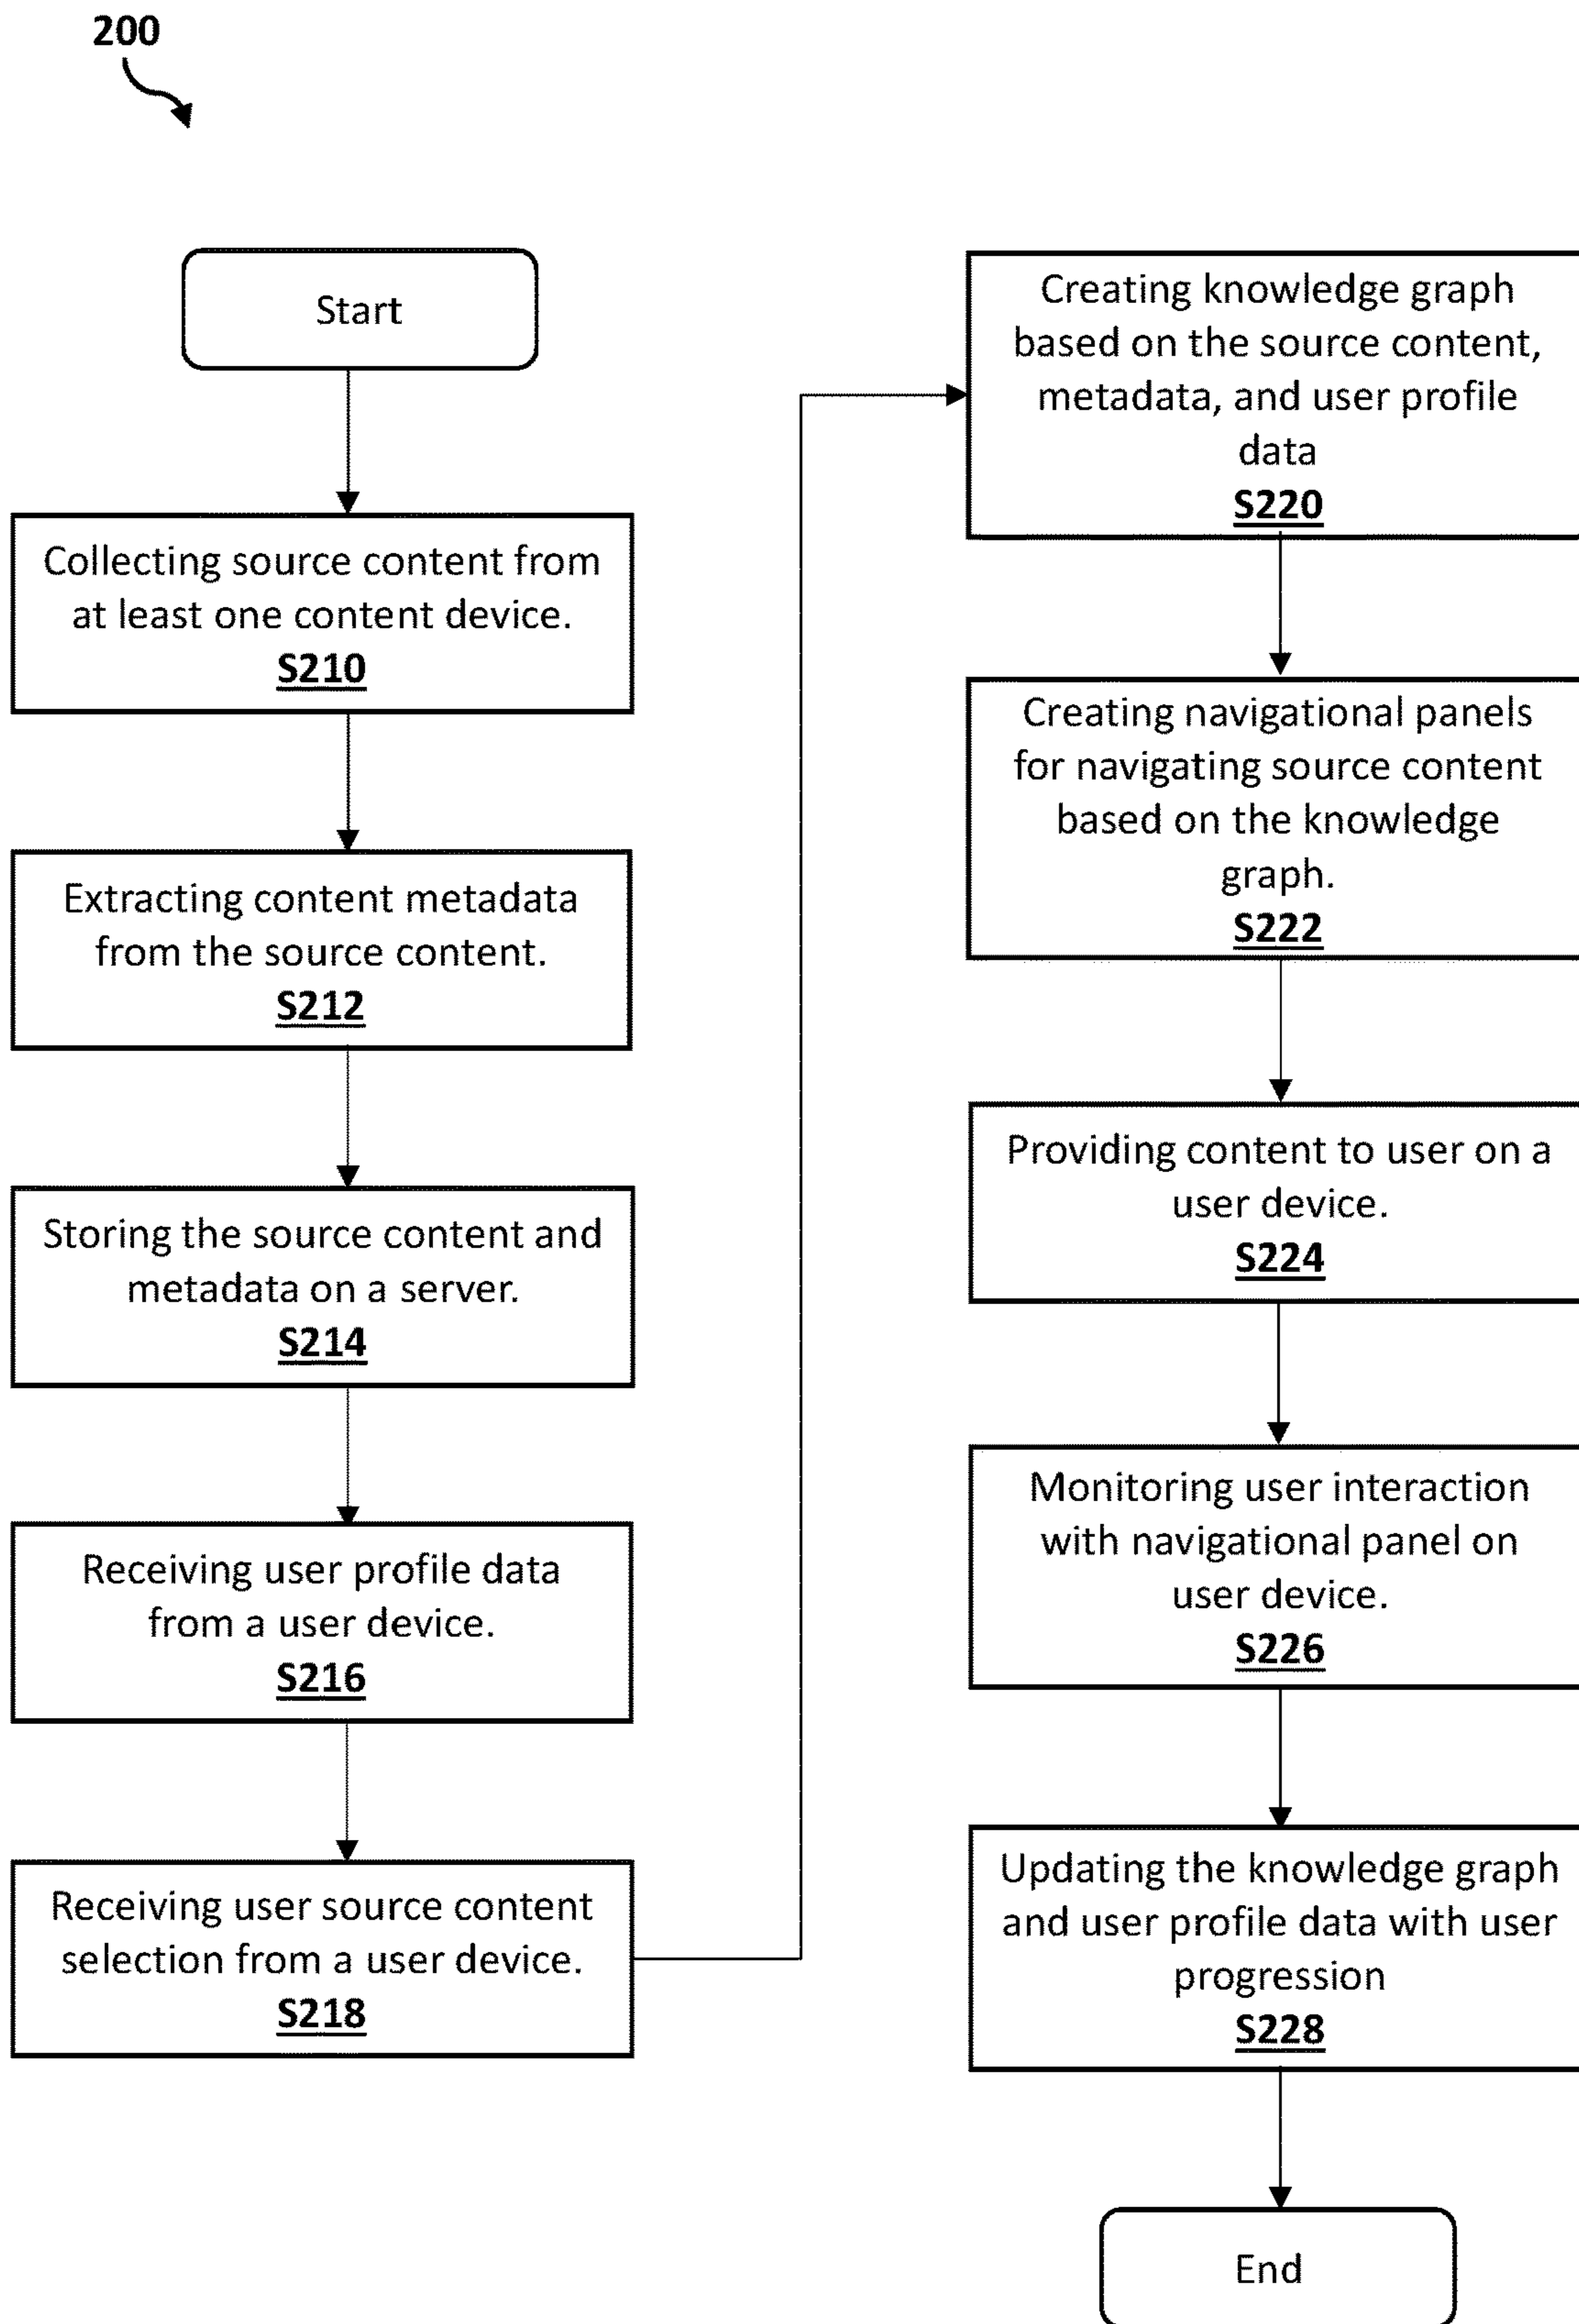 200
Start
Collecting source content from
at least one content device.
S210
Extracting content metadata
from the source content.
S212
Storing the source content and
metadata on a server.
S214
Receiving user profile data
from a user device.
S216
Receiving user source content
selection from a user device.
S218
Creating knowledge graph
based on the source content,
metadata, and user profile
data
S220
Creating navigational panels
for navigating source content
based on the knowledge
graph.
S222
Providing content to user on a
user device.
S224
Monitoring user interaction
with navigational panel on
user device.
S226
Updating the knowledge graph
and user profile data with user
progression
S228
End